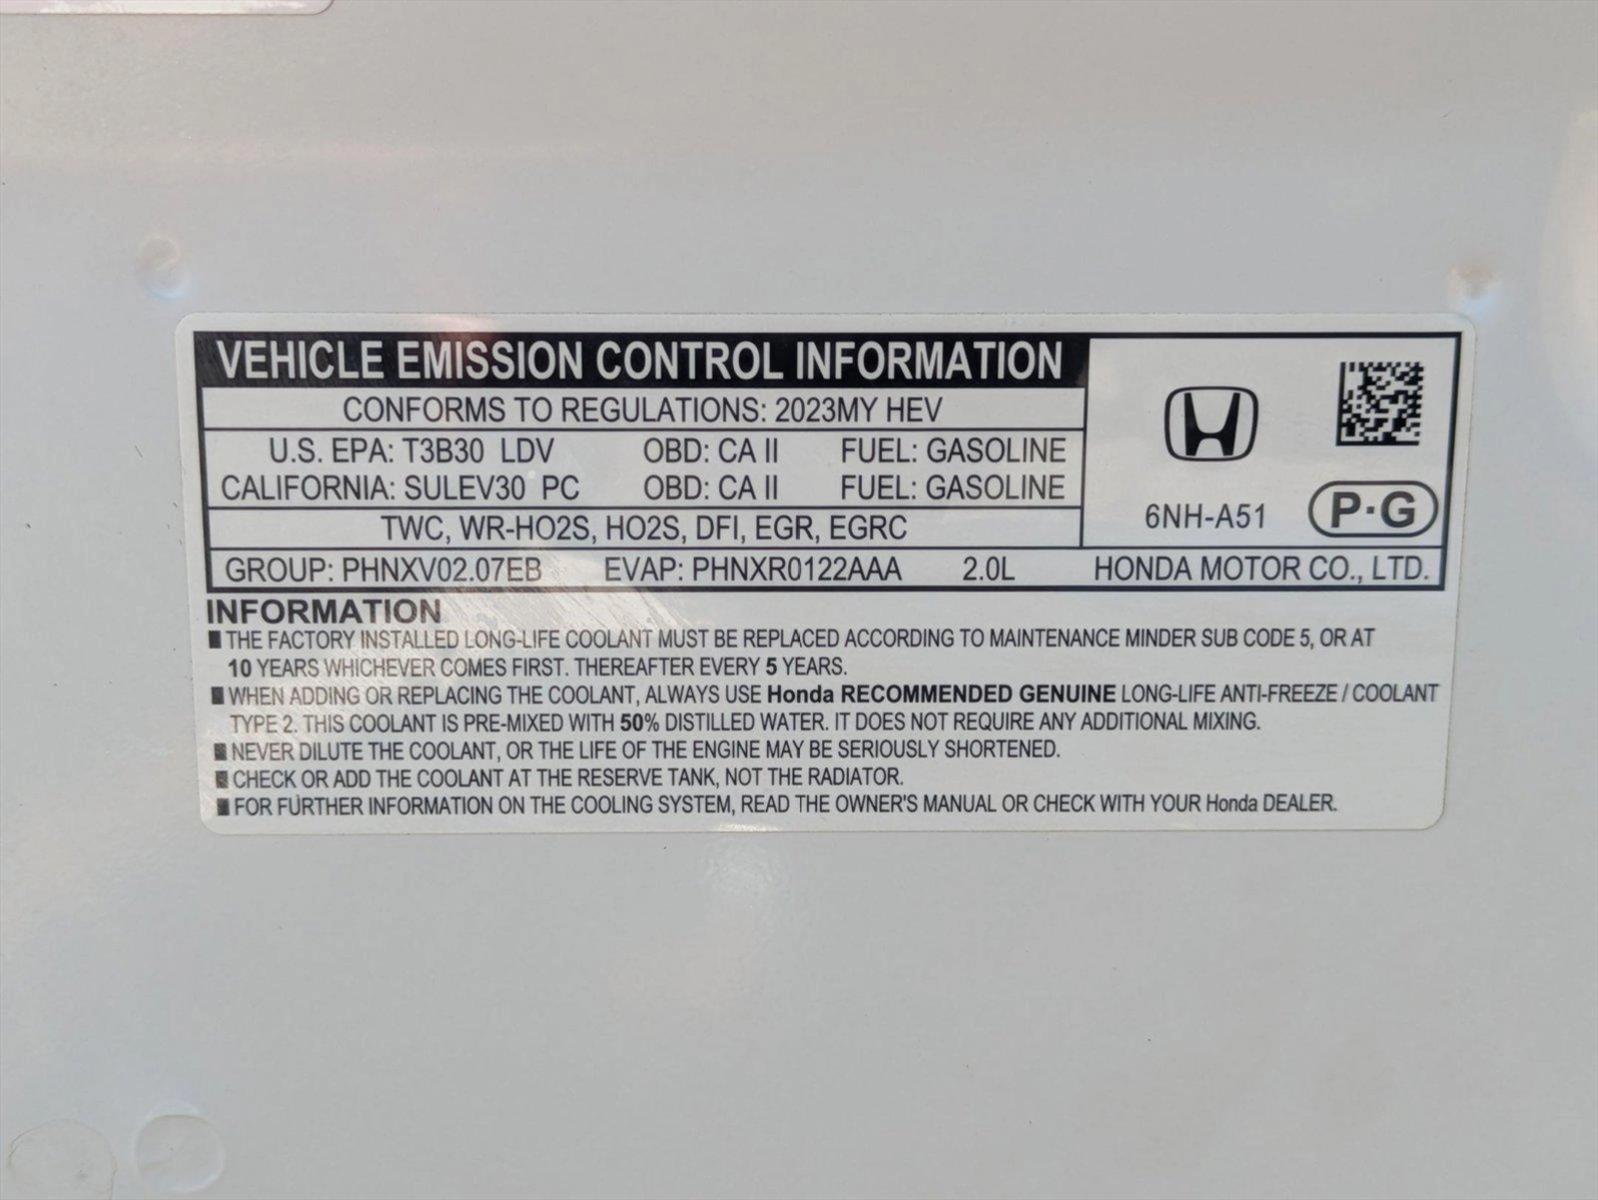 VEHICLE EMISSION CONTROL INFORMATION
CONFORMS TO REGULATIONS: 2023MY HEV
U.S. EPA: T3B30 LDV OBD: CA II FUEL: GASOLINE
CALIFORNIA: SULEV30 PC OBD: CA II FUEL: GASOLINE
TWC, WR-HO2S, HO2S, DFI, EGR, EGRC
6NH-A51 P·G
GROUP: PHNXV02.07EB EVAP: PHNXR0122AAA 2.0L HONDA MOTOR CO., LTD.
INFORMATION
■ THE FACTORY INSTALLED LONG-LIFE COOLANT MUST BE REPLACED ACCORDING TO MAINTENANCE MINDER SUB CODE 5, OR AT
10 YEARS WHICHEVER COMES FIRST. THEREAFTER EVERY 5 YEARS.
■ WHEN ADDING OR REPLACING THE COOLANT, ALWAYS USE Honda RECOMMENDED GENUINE LONG-LIFE ANTI-FREEZE / COOLANT
TYPE 2. THIS COOLANT IS PRE-MIXED WITH 50% DISTILLED WATER. IT DOES NOT REQUIRE ANY ADDITIONAL MIXING.
■ NEVER DILUTE THE COOLANT, OR THE LIFE OF THE ENGINE MAY BE SERIOUSLY SHORTENED.
■ CHECK OR ADD THE COOLANT AT THE RESERVE TANK, NOT THE RADIATOR.
■ FOR FURTHER INFORMATION ON THE COOLING SYSTEM, READ THE OWNER'S MANUAL OR CHECK WITH YOUR Honda DEALER.